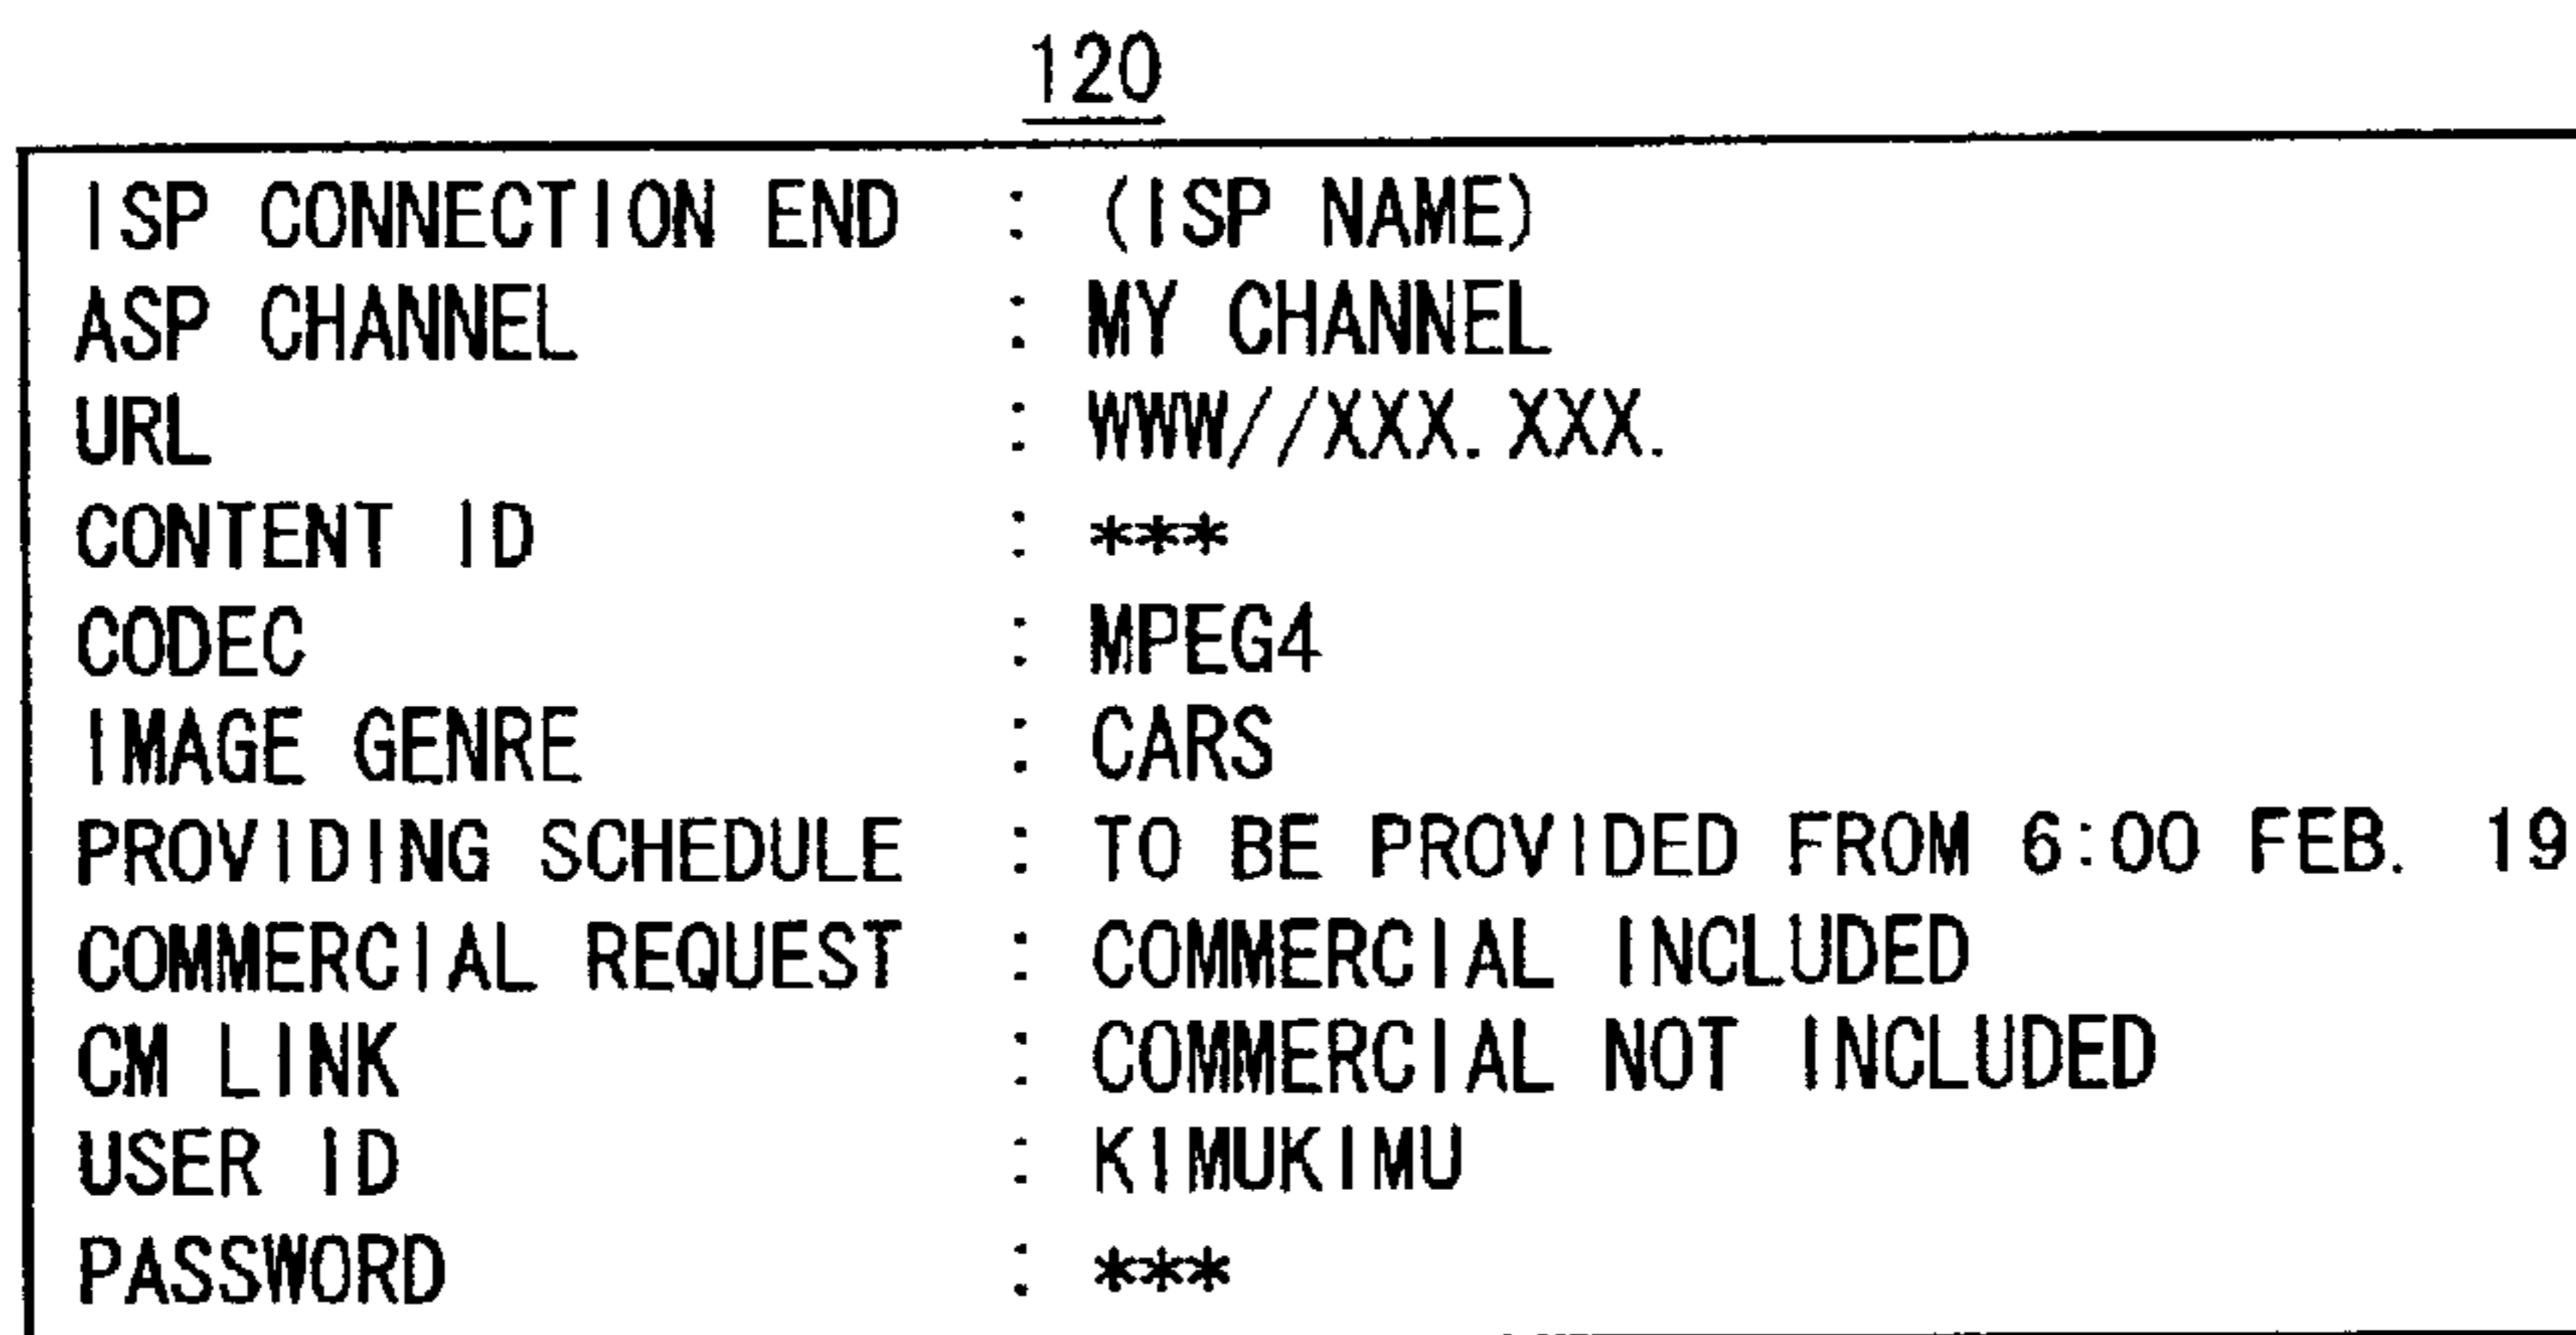 120
ISP CONNECTION END : (ISP NAME)
ASP CHANNEL : MY CHANNEL
URL : WWW//XXX.XXX.
CONTENT ID : ***
CODEC : MPEG4
IMAGE GENRE : CARS
PROVIDING SCHEDULE : TO BE PROVIDED FROM 6:00 FEB. 19
COMMERCIAL REQUEST : COMMERCIAL INCLUDED
CM LINK : COMMERCIAL NOT INCLUDED
USER ID : KIMUKIMU
PASSWORD : ***